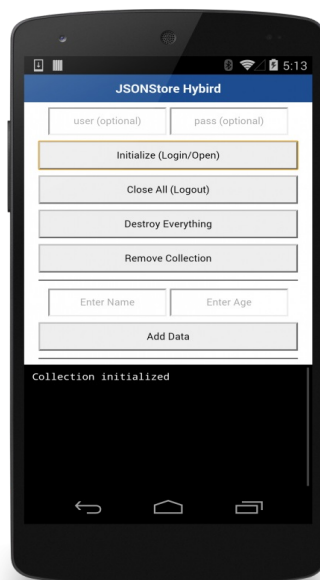 5:13
JSONStore Hybird
user (optional) pass (optional)
Initialize (Login/Open)
Close All (Logout)
Destroy Everything
Remove Collection
Enter Name Enter Age
Add Data
Collection initialized